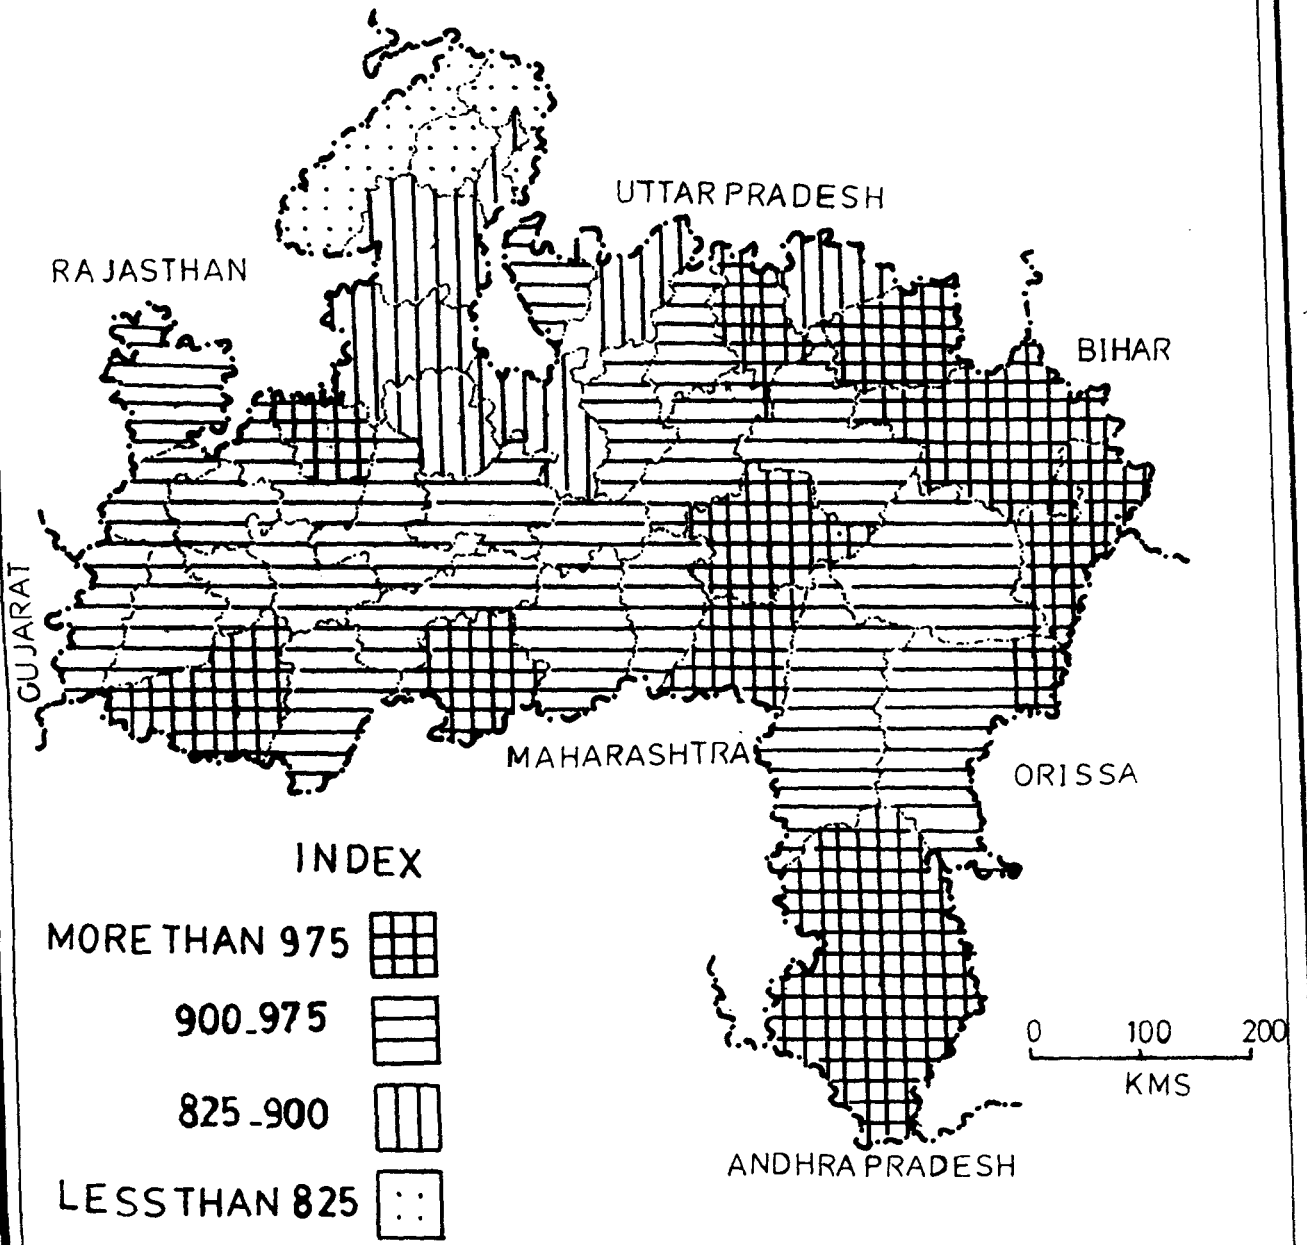 UTTAR PRADESH
RAJASTHAN
BIHAR
GUJARAT
MAHARASHTRA
ORISSA
INDEX
MORE THAN 975
900-975
825-900
LESS THAN 825
0 100 200
KMS
ANDHRA PRADESH